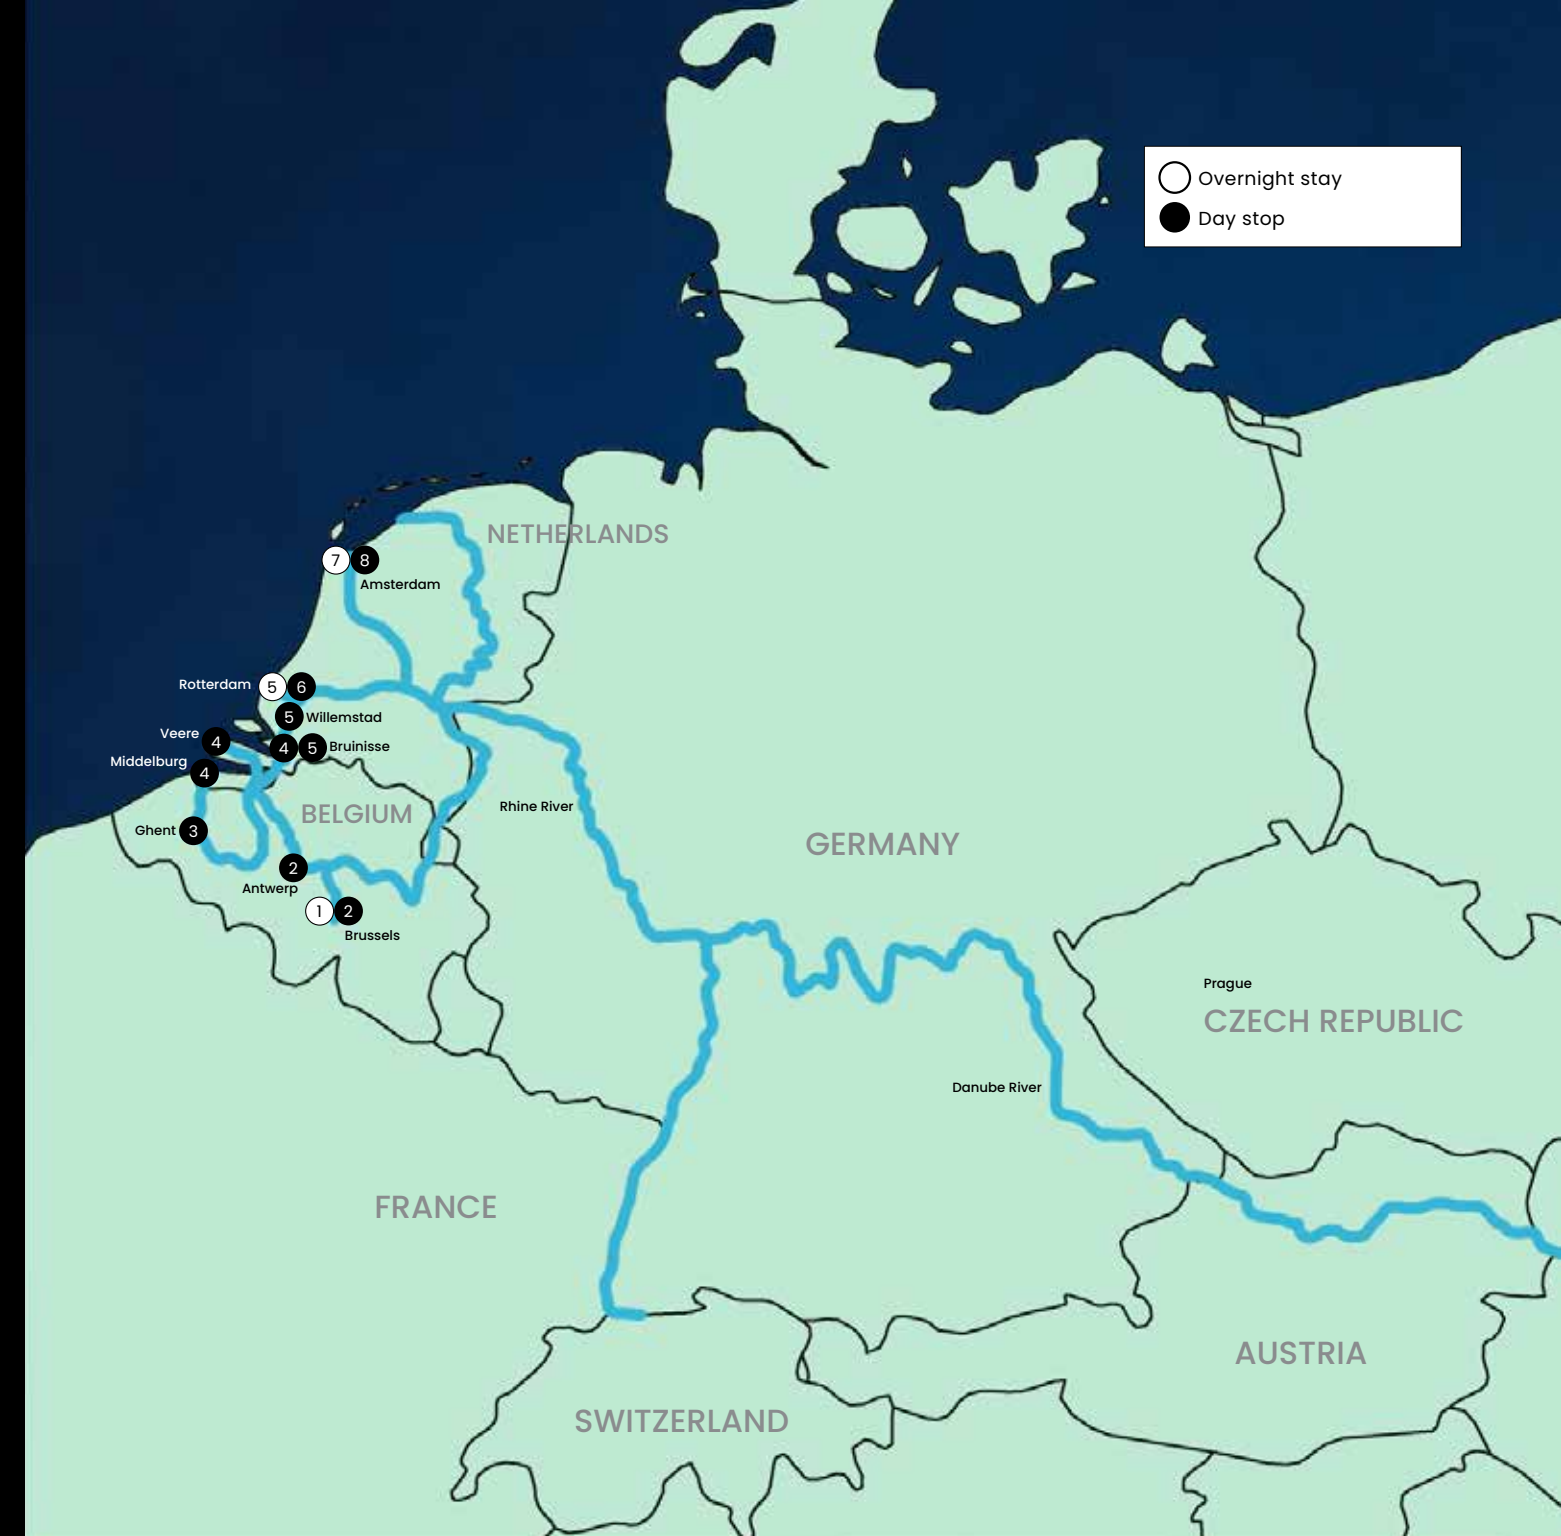 Overnight stay
Day stop
NETHERLANDS
7 8
Amsterdam
Rotterdam 5 6
5 Willemstad
Veere 4
4 5 Bruinisse
Middelburg 4
Rhine River
BELGIUM
Ghent 3
GERMANY
2
Antwerp
1 2
Brussels
Prague
CZECH REPUBLIC
Danube River
FRANCE
AUSTRIA
SWITZERLAND